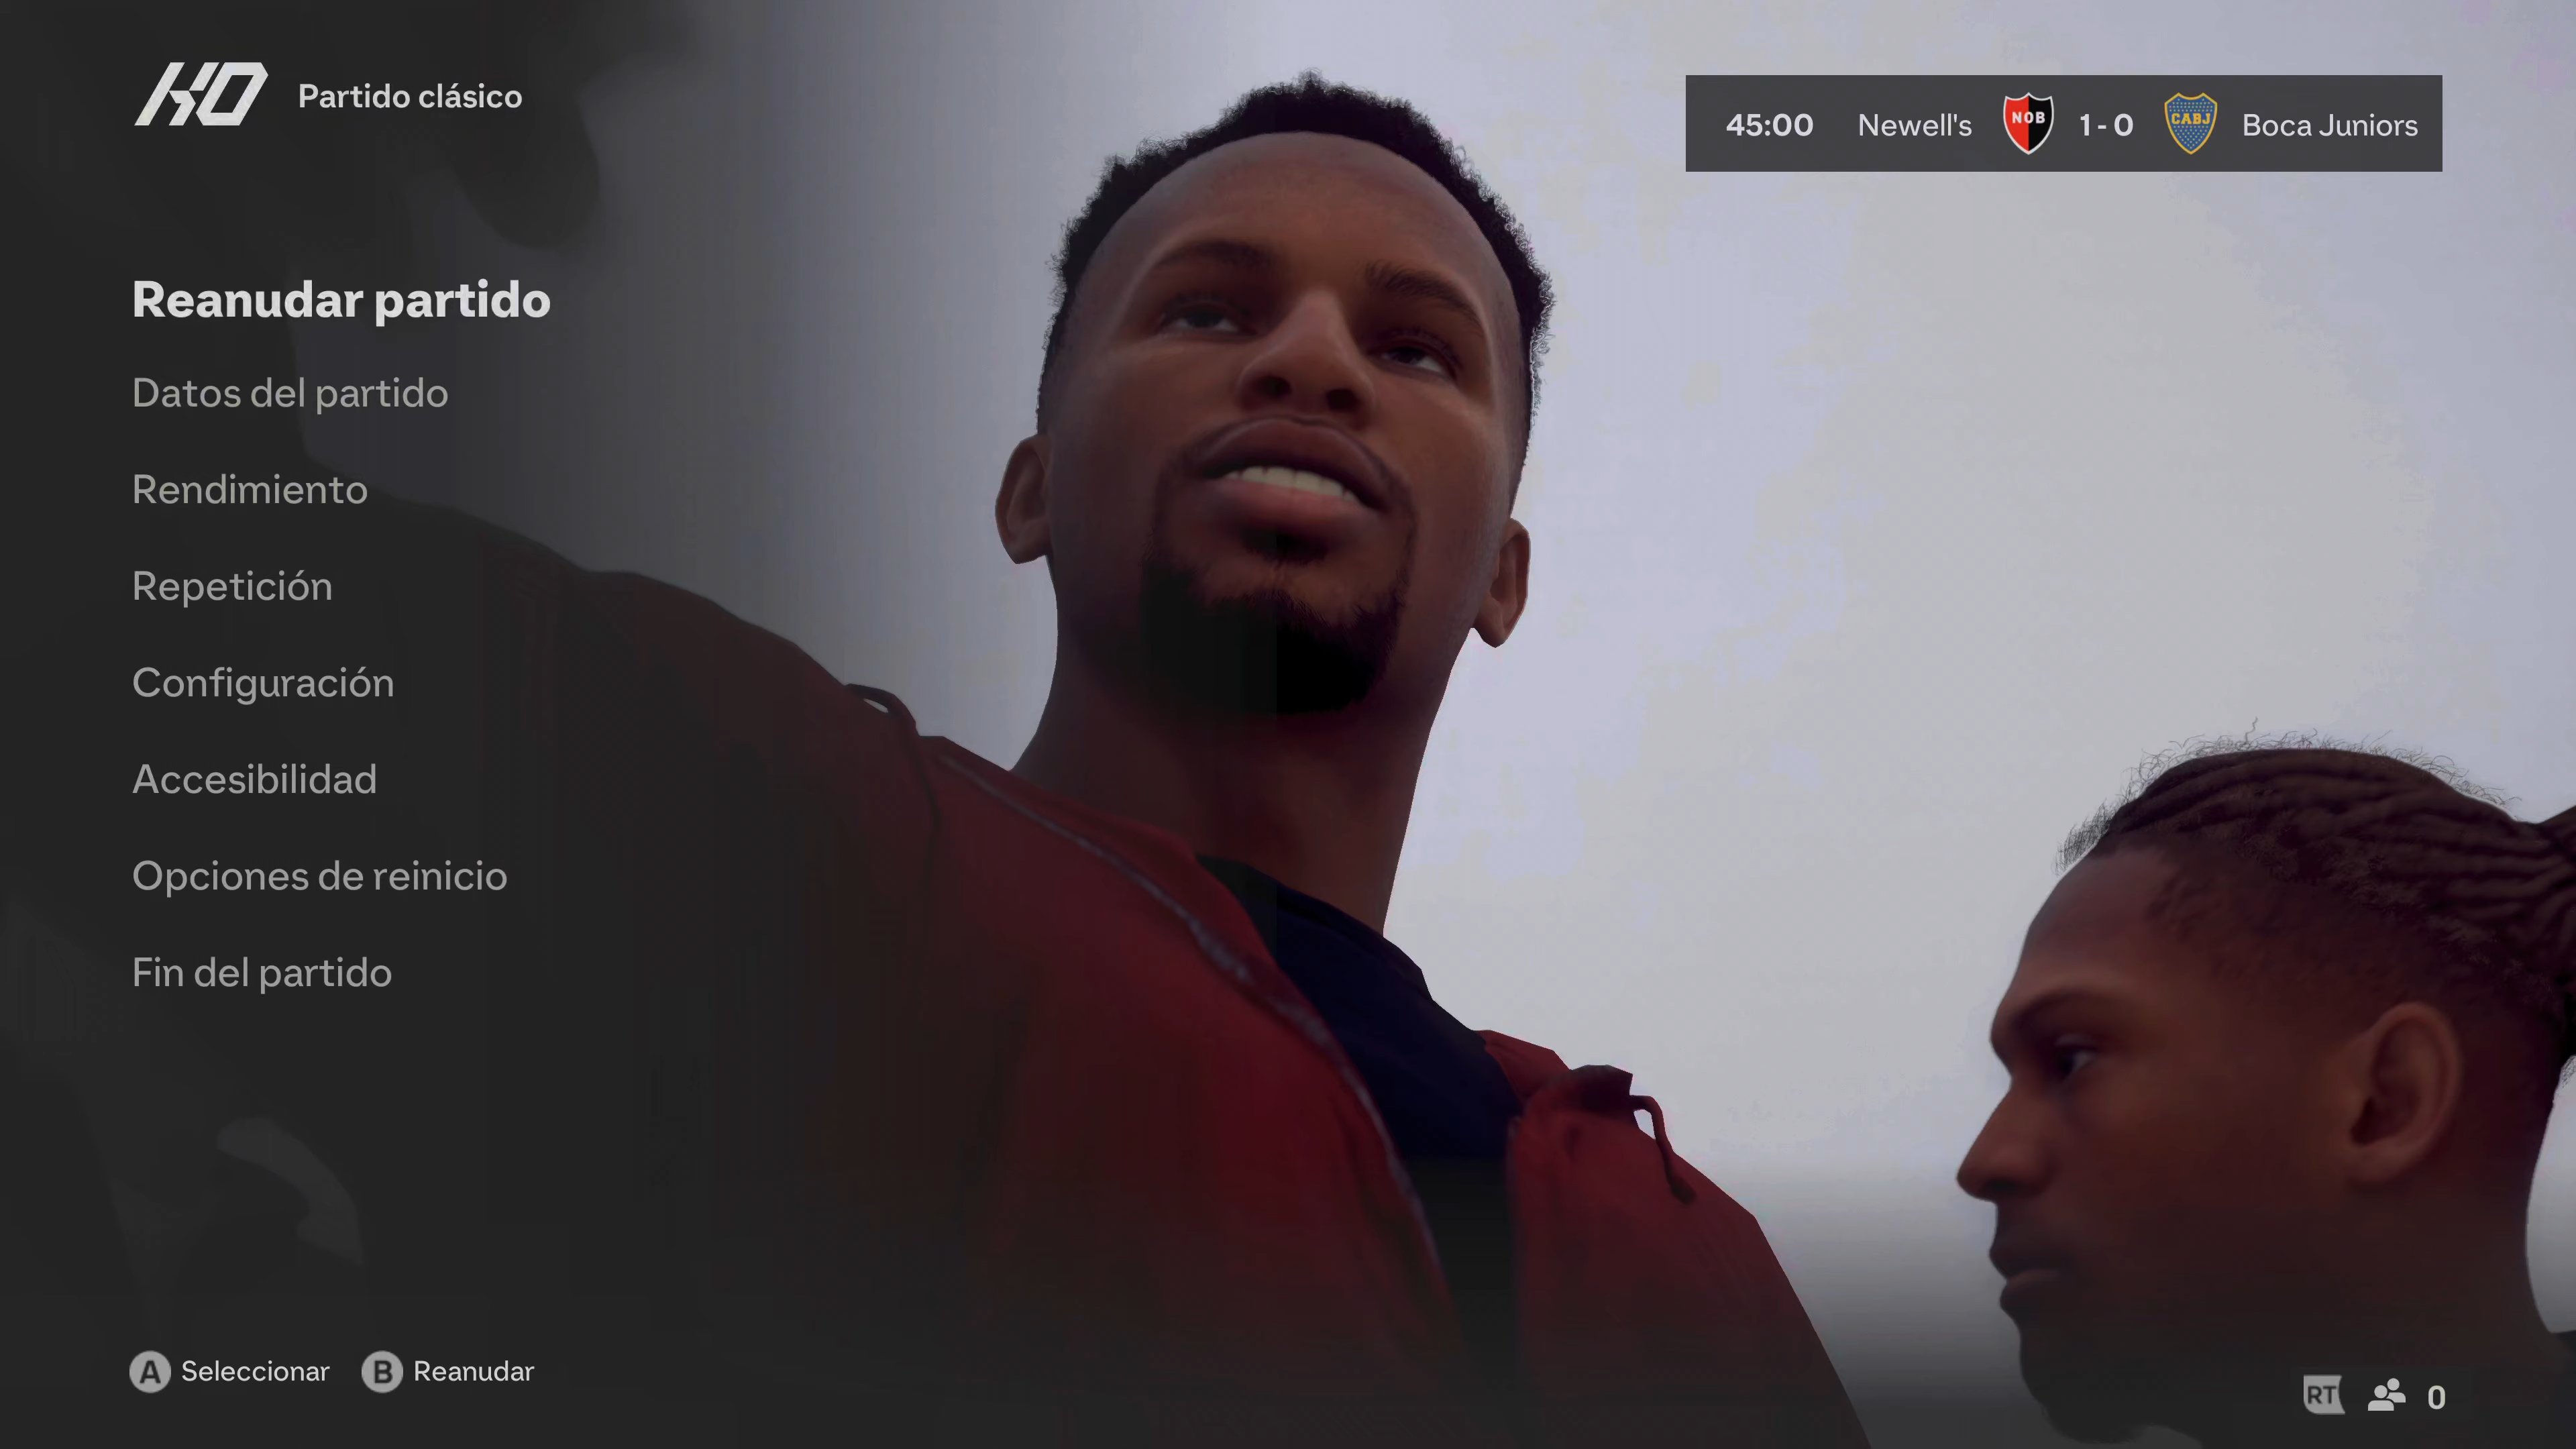 KO Partido clásico
45:00 Newell's NOB 1 - 0 CABJ Boca Juniors
Reanudar partido
Datos del partido
Rendimiento
Repetición
Configuración
Accesibilidad
Opciones de reinicio
Fin del partido
A Seleccionar B Reanudar
RT 0